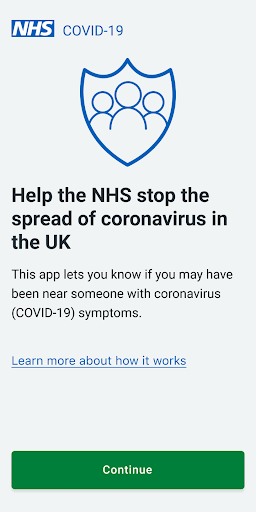 NHS COVID-19
Help the NHS stop the
spread of coronavirus in
the UK
This app lets you know if you may have
been near someone with coronavirus
(COVID-19) symptoms.
Learn more about how it works
Continue